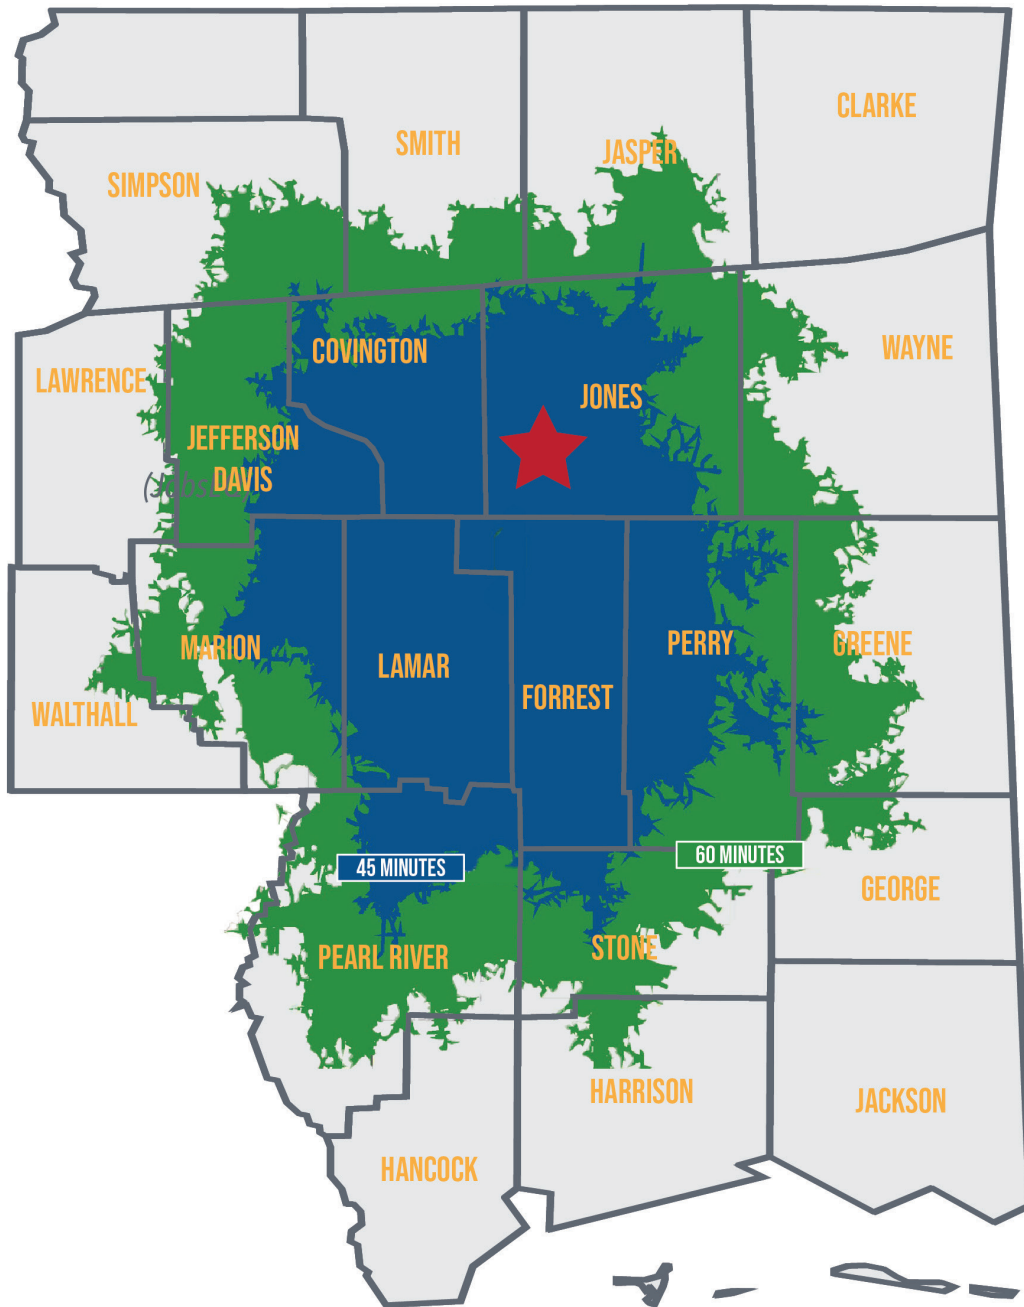 CLARKE
SMITH
JASPER
SIMPSON
COVINGTON
WAYNE
LAWRENCE
JONES
JEFFERSON
DAVIS
MARION
LAMAR
PERRY
GREENE
FORREST
WALTHALL
45 MINUTES
60 MINUTES
GEORGE
PEARL RIVER
STONE
HARRISON
JACKSON
HANCOCK